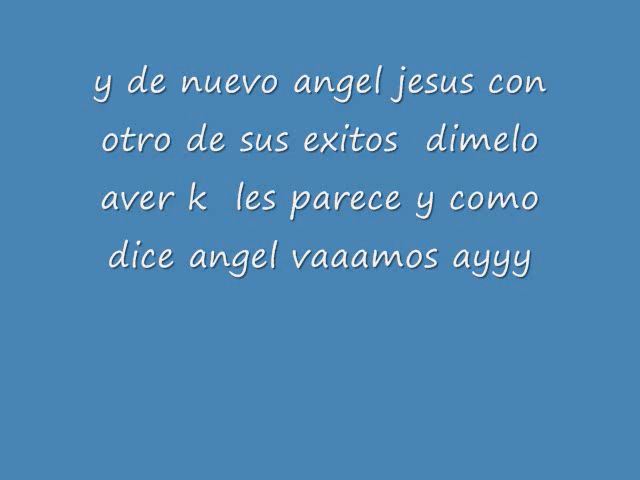 y de nuevo angel jesus con
otro de sus exitos  dimelo
aver k  les parece y como
dice angel vaaamos ayyy